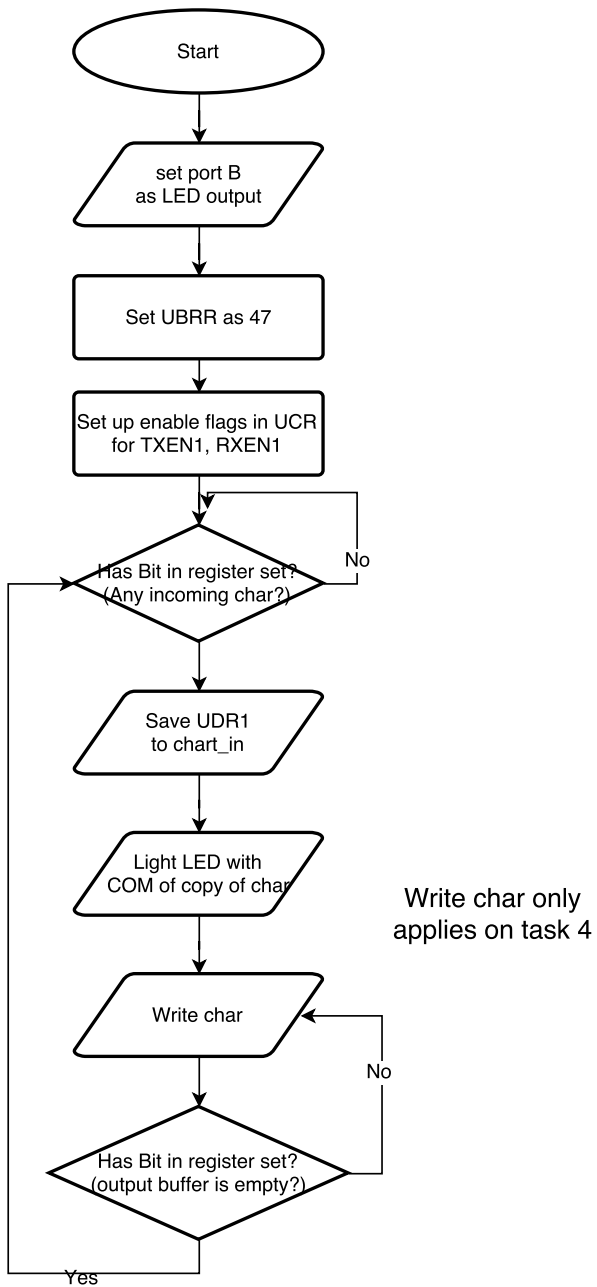 Start
set port B
as LED output
Set UBRR as 47
Set up enable flags in UCR
for TXEN1, RXEN1
No
Has Bit in register set?
(Any incoming char?)
Save UDR1
to chart_in
Light LED with
COM of copy of char
Write char only
applies on task 4
Write char
No
Has Bit in register set?
(output buffer is empty?)
Yes